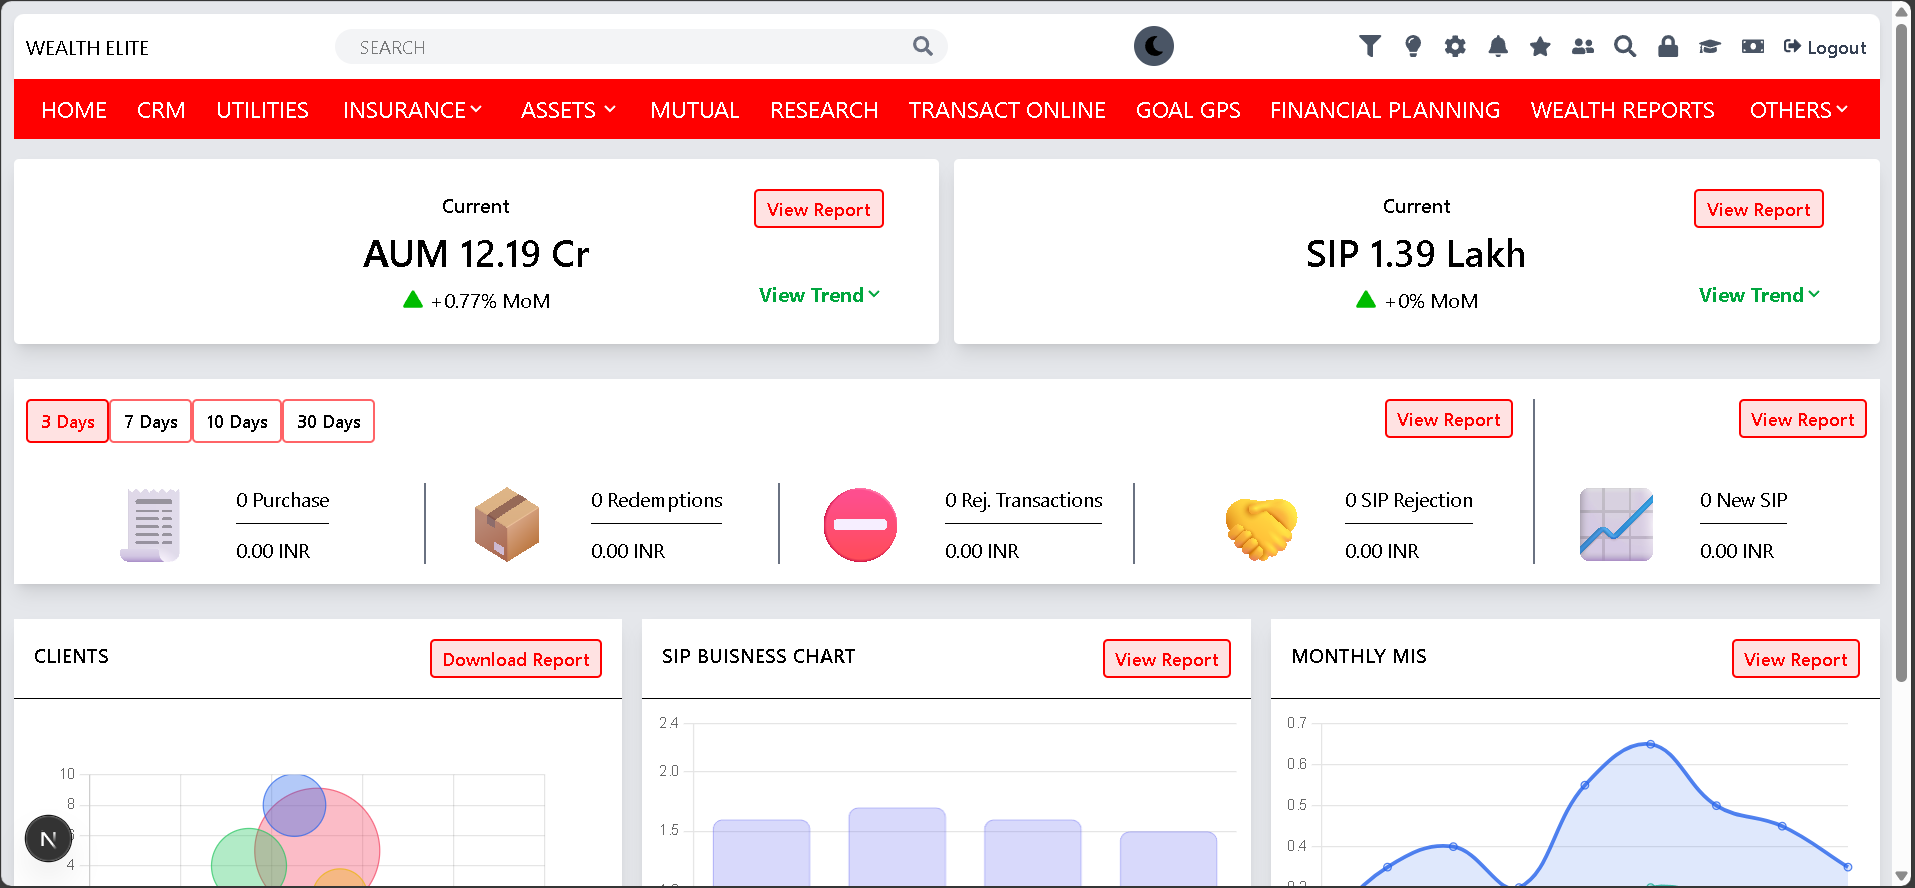 WEALTH ELITE
SEARCH
Logout
HOME CRM UTILITIES INSURANCE ASSETS MUTUAL RESEARCH TRANSACT ONLINE GOAL GPS FINANCIAL PLANNING WEALTH REPORTS OTHERS
Current
View Report
AUM 12.19 Cr
+0.77% MoM
View Trend
Current
View Report
SIP 1.39 Lakh
+0% MoM
View Trend
3 Days 7 Days 10 Days 30 Days
View Report
View Report
0 Purchase
0.00 INR
0 Redemptions
0.00 INR
0 Rej. Transactions
0.00 INR
0 SIP Rejection
0.00 INR
0 New SIP
0.00 INR
CLIENTS
Download Report
10
8
4
N
SIP BUISNESS CHART
View Report
2.4
2.0
1.5
MONTHLY MIS
View Report
0.7
0.6
0.5
0.4